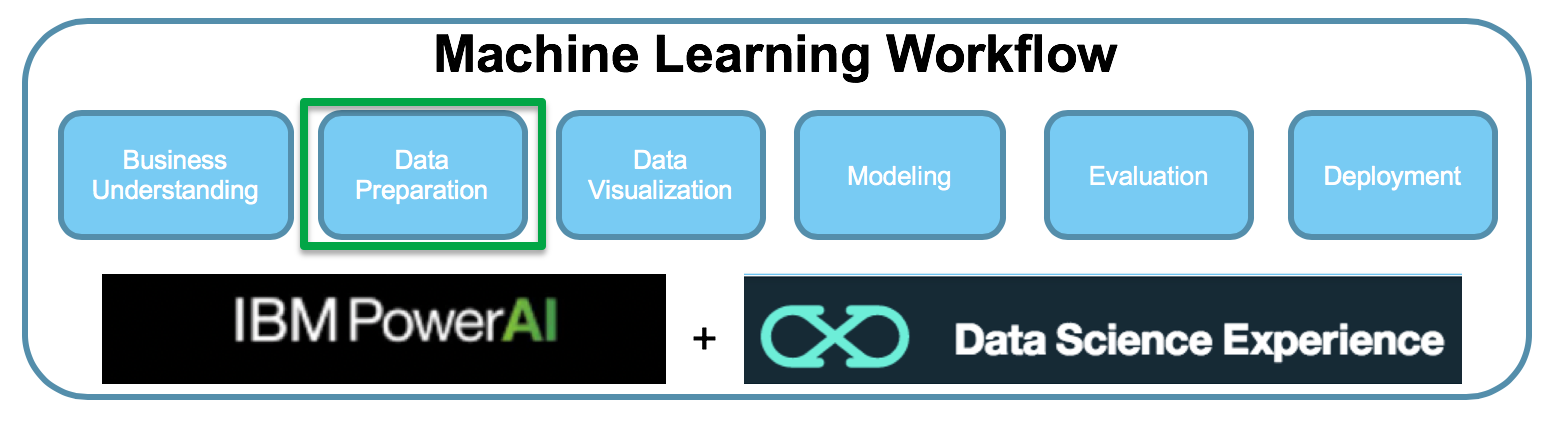 Machine Learning Workflow
Business
Understanding
Data
Preparation
Data
Visualization
Modeling
Evaluation
Deployment
IBM PowerAI
+
Data Science Experience